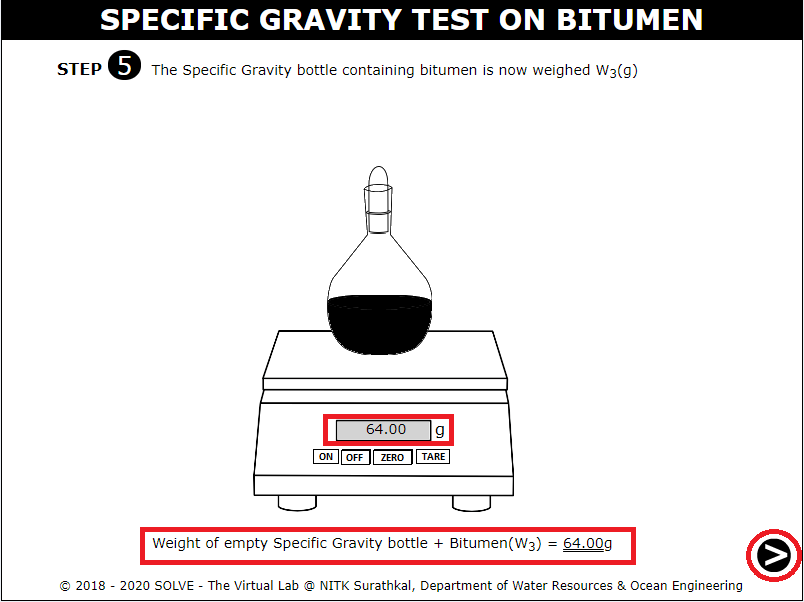 SPECIFIC GRAVITY TEST ON BITUMEN
STEP 5 The Specific Gravity bottle containing bitumen is now weighed W3(g)
64.00 g
ON OFF ZERO TARE
Weight of empty Specific Gravity bottle + Bitumen(W3) = 64.00g
>
© 2018 - 2020 SOLVE - The Virtual Lab @ NITK Surathkal, Department of Water Resources & Ocean Engineering